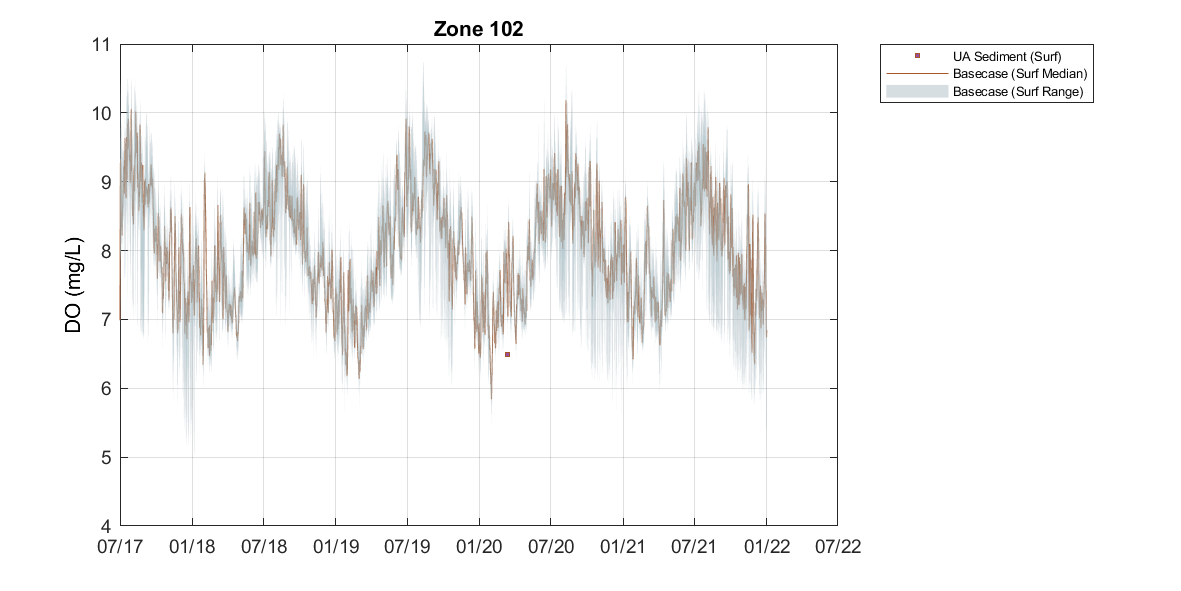 Zone 102
UA Sediment (Surf)
Basecase (Surf Median)
Basecase (Surf Range)
DO (mg/L)
11
10
9
8
7
6
5
4
07/17 01/18 07/18 01/19 07/19 01/20 07/20 01/21 07/21 01/22 07/22